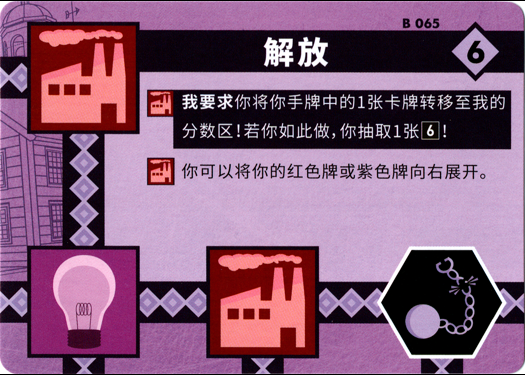 B 065
解放
6
我要求你将你手牌中的1张卡牌转移至我的
分数区！若你如此做，你抽取1张6！
你可以将你的红色牌或紫色牌向右展开。